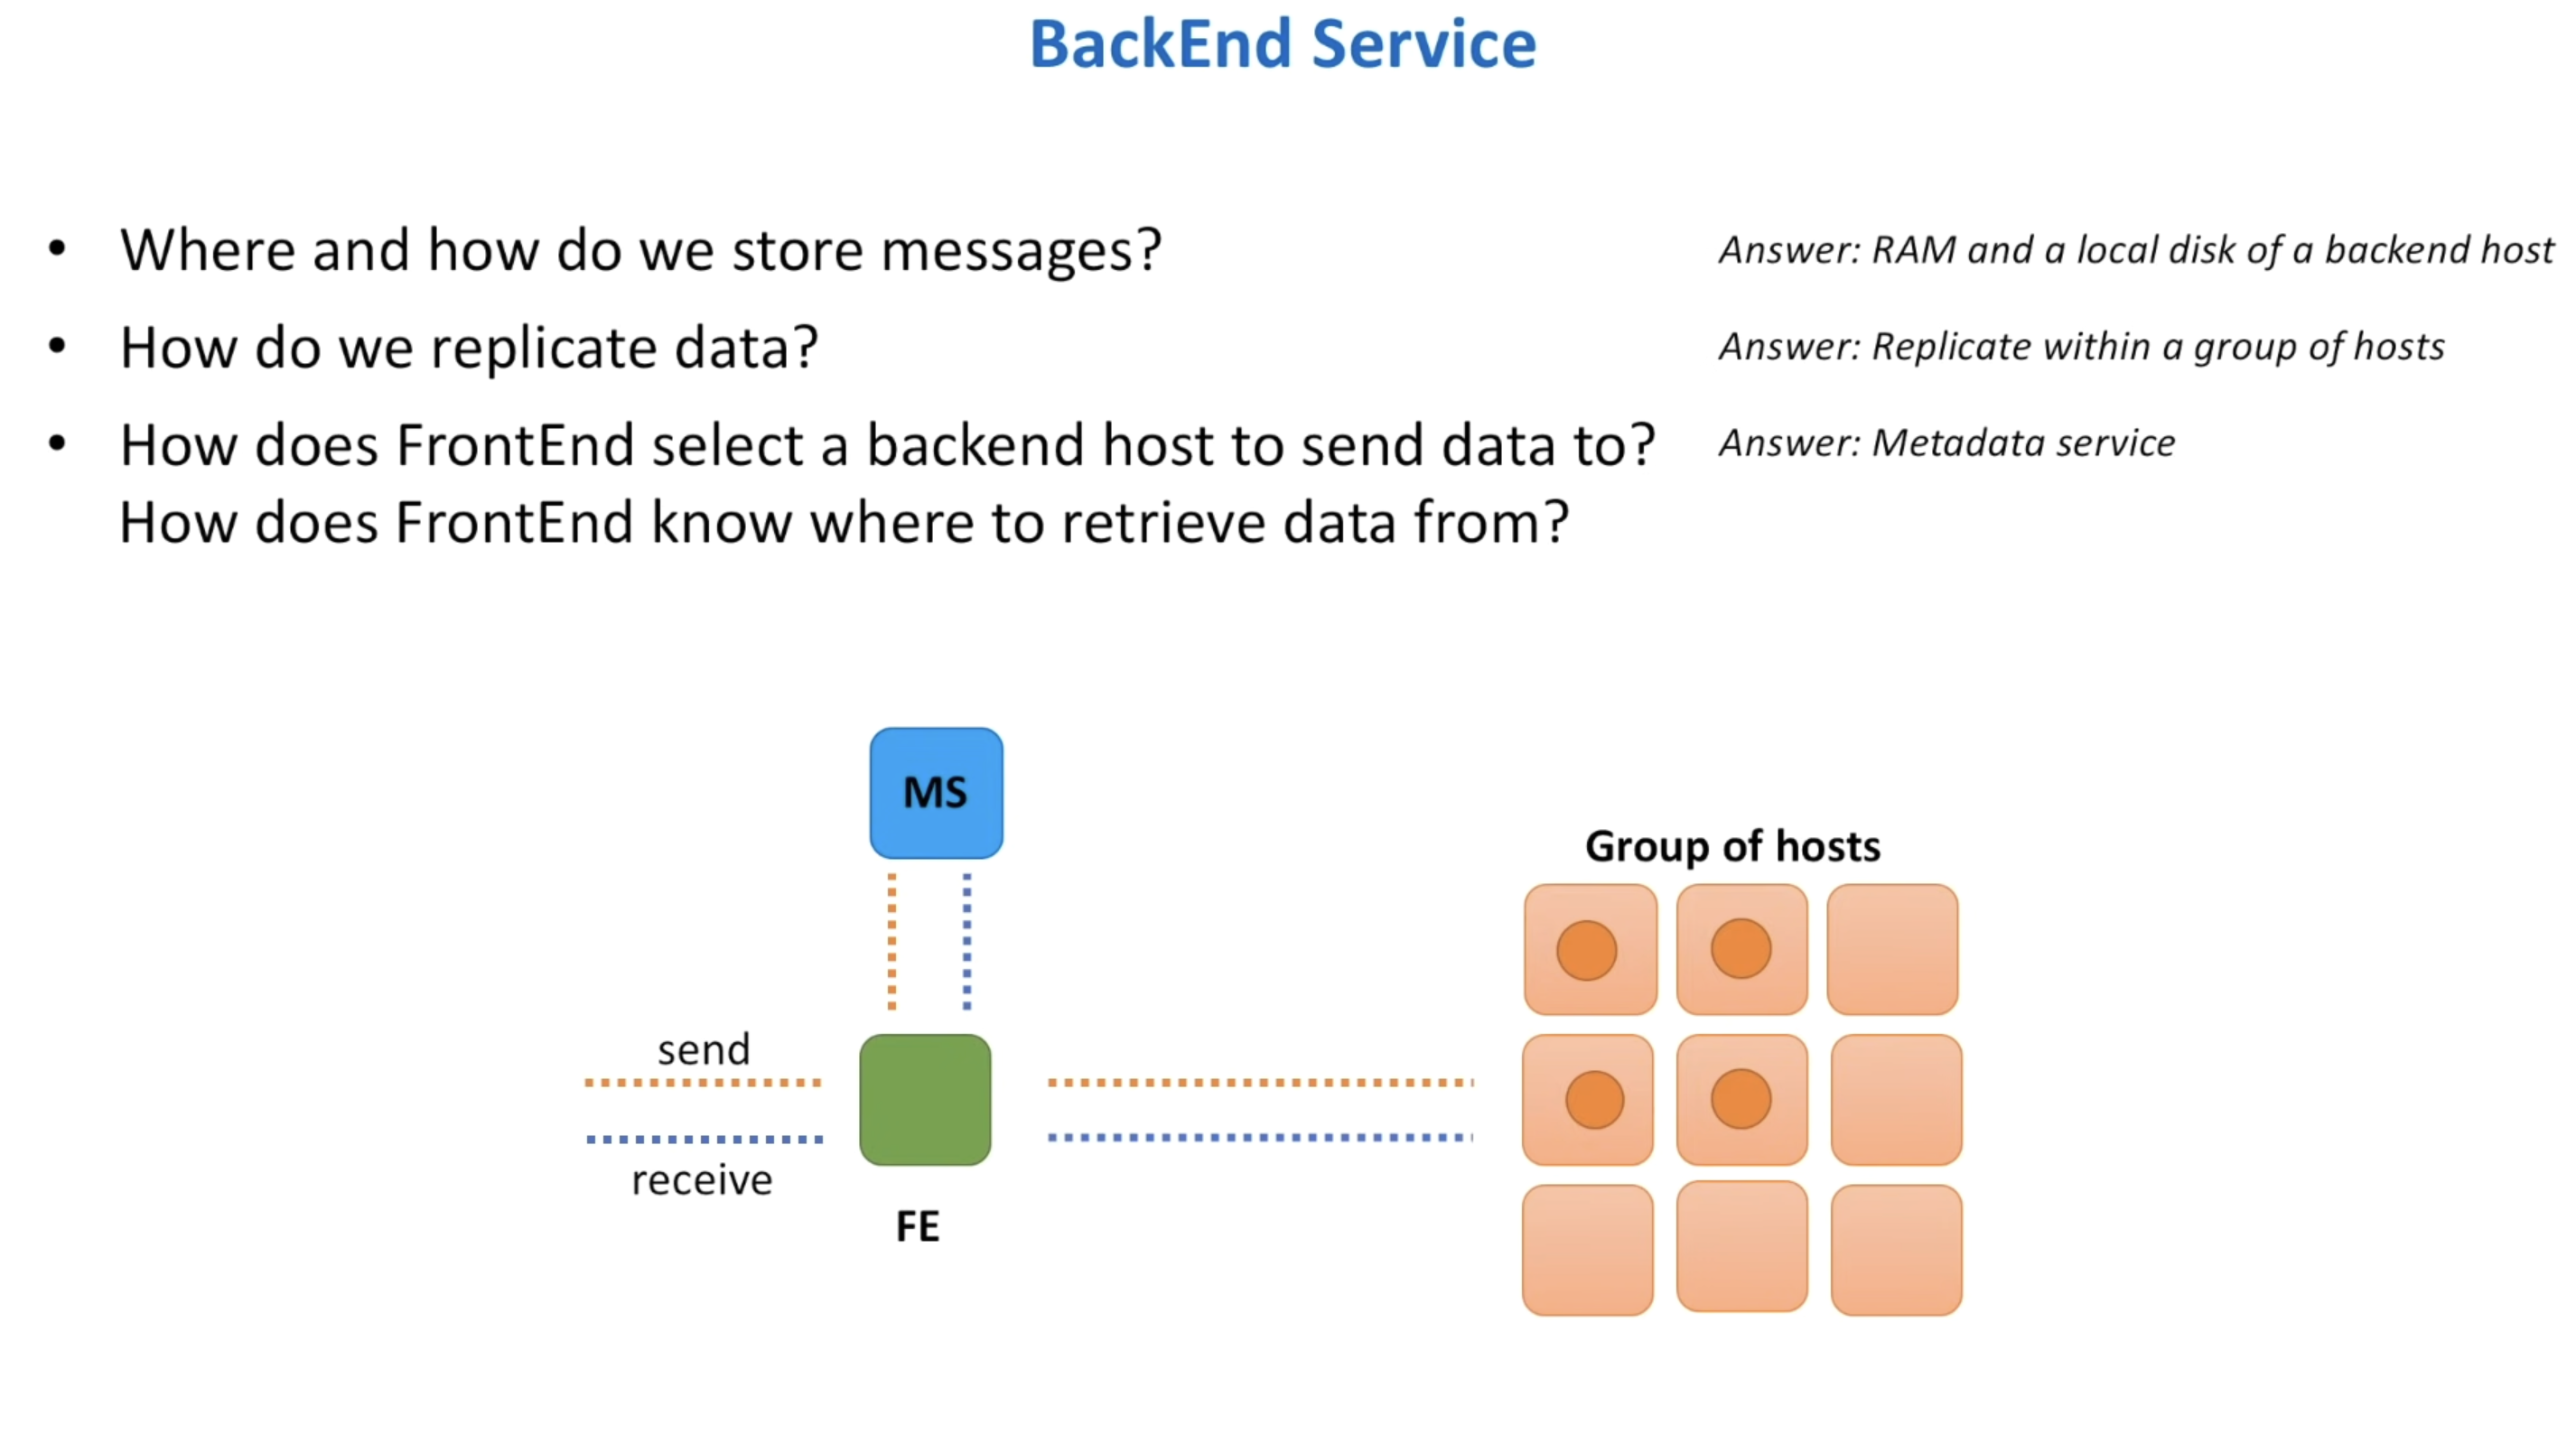 BackEnd Service
• Where and how do we store messages?
Answer: RAM and a local disk of a backend host
• How do we replicate data?
Answer: Replicate within a group of hosts
• How does FrontEnd select a backend host to send data to?
Answer: Metadata service
How does FrontEnd know where to retrieve data from?
MS
Group of hosts
send
receive
FE